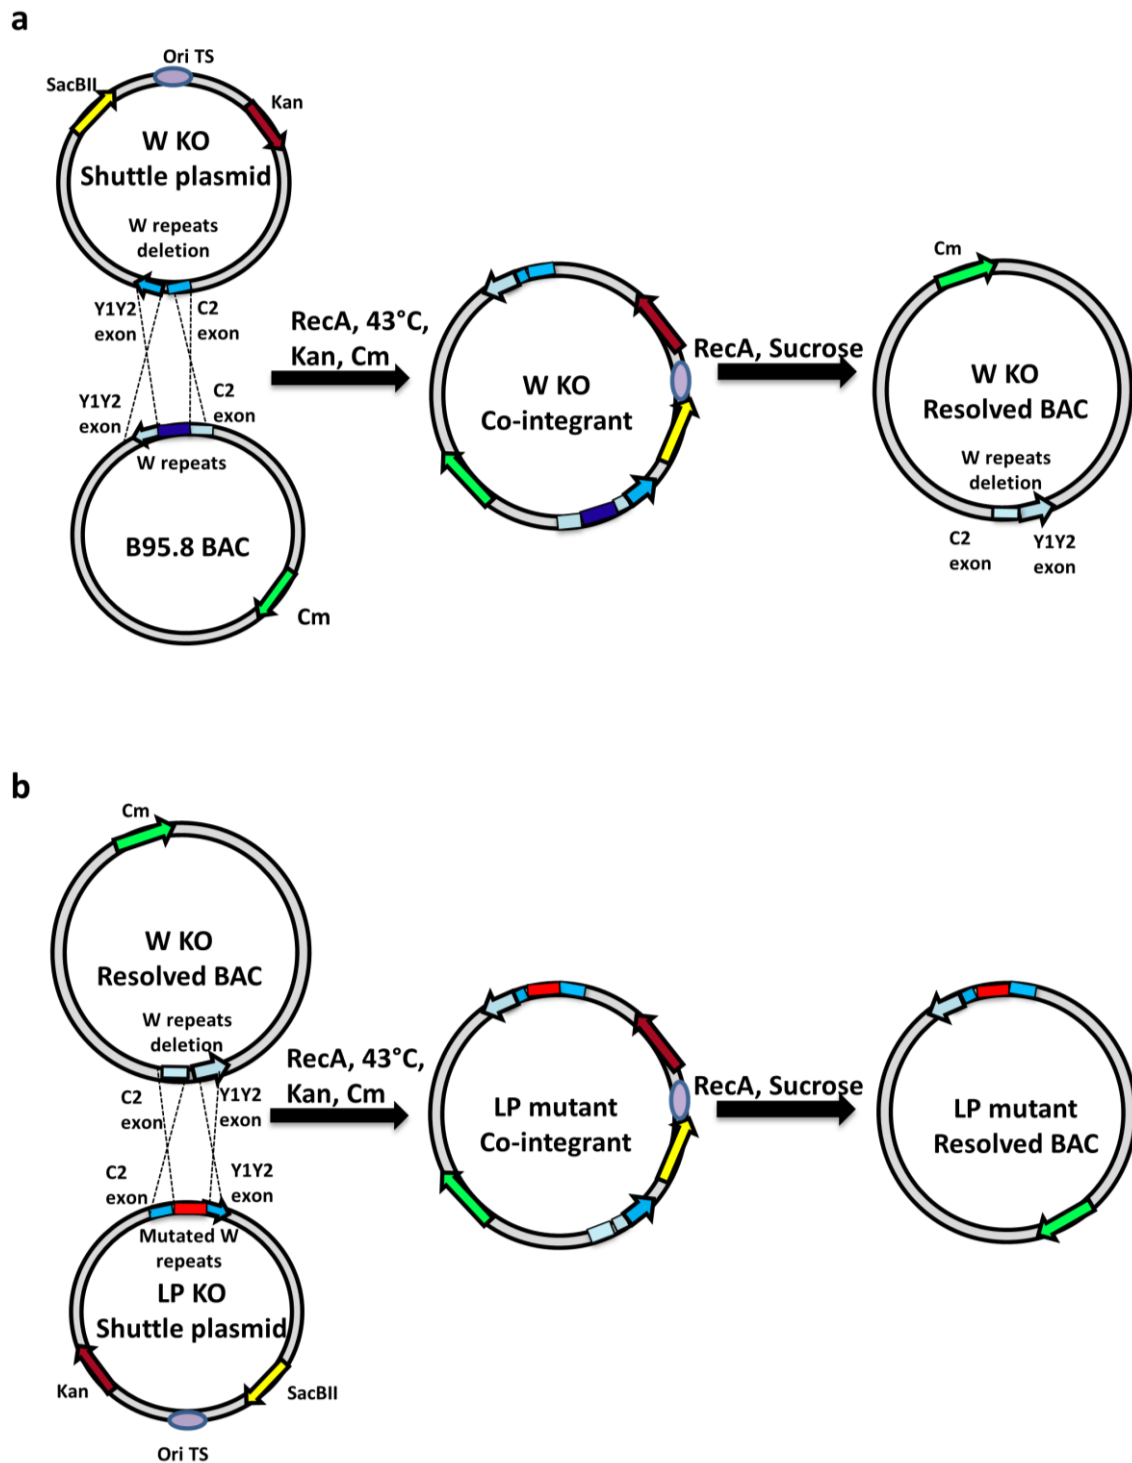 a
Ori TS
SacBII
Kan
W KO
Shuttle plasmid
W repeats
deletion
Y1Y2
exon
C2
exon
Y1Y2
exon
C2
exon
W repeats
B95.8 BAC
Cm
RecA, 43°C,
Kan, Cm
W KO
Co-integrant
RecA, Sucrose
Cm
W KO
Resolved BAC
W repeats
deletion
C2
exon
Y1Y2
exon
b
Cm
W KO
Resolved BAC
W repeats
deletion
C2
exon
Y1Y2
exon
C2
exon
Y1Y2
exon
Mutated W
repeats
LP KO
Shuttle plasmid
Kan
SacBII
Ori TS
RecA, 43°C,
Kan, Cm
LP mutant
Co-integrant
RecA, Sucrose
LP mutant
Resolved BAC